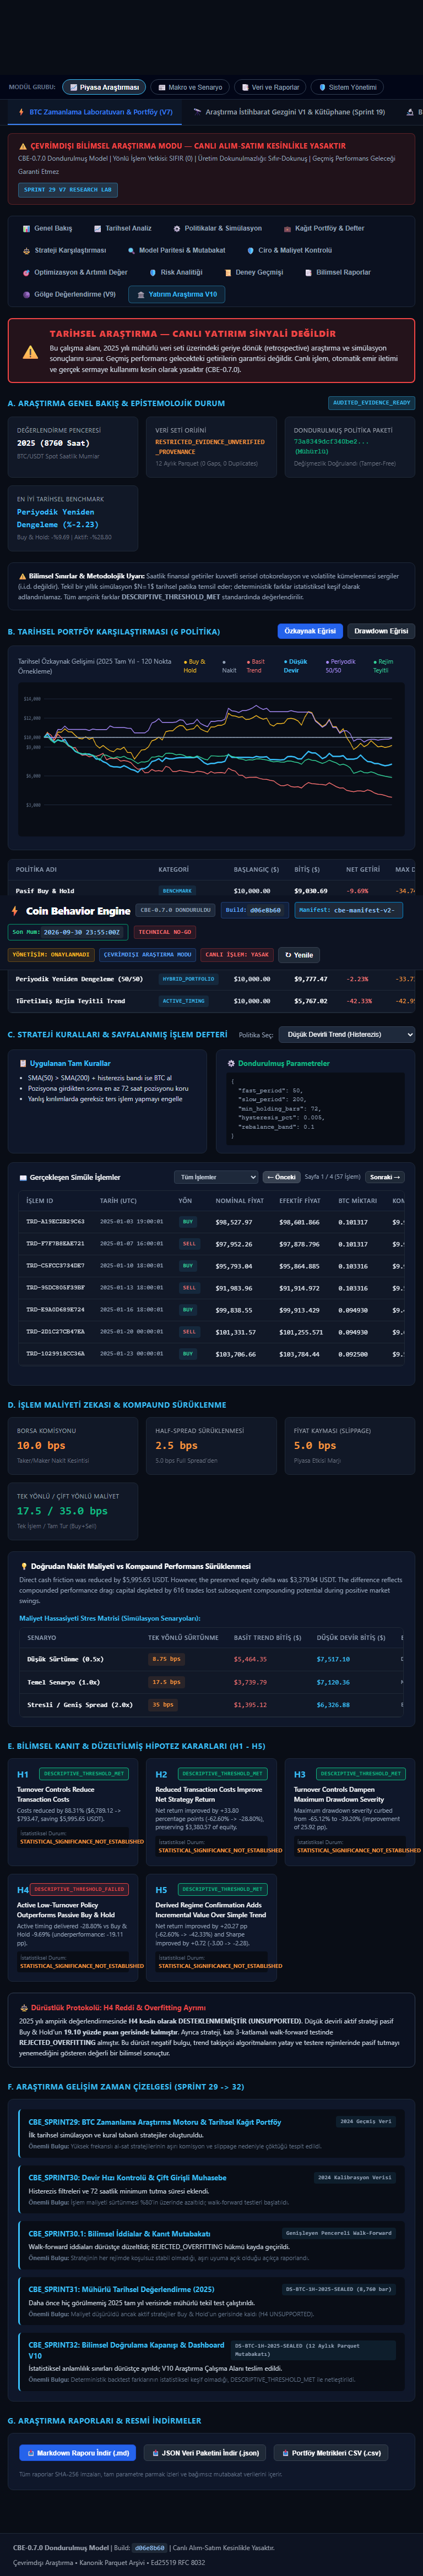 MODÜL GRUBU:
Piyasa Araştırması
Makro ve Senaryo
Veri ve Raporlar
Sistem Yönetimi
BTC Zamanlama Laboratuvarı & Portföy (V7)
Araştırma İstihbarat Gezgini V1 & Kütüphane (Sprint 19)
B
ÇEVRİMDIŞI BİLİMSEL ARAŞTIRMA MODU — CANLI ALIM-SATIM KESİNLİKLE YASAKTIR
CBE-0.7.0 Dondurulmuş Model | Yönlü İşlem Yetkisi: SIFIR (0) | Üretim Dokunulmazlığı: Sıfır-Dokunuş | Geçmiş Performans Geleceği
Garanti Etmez
SPRINT 29 V7 RESEARCH LAB
Genel Bakış
Tarihsel Analiz
Politikalar & Simülasyon
Kağıt Portföy & Defter
Strateji Karşılaştırması
Model Paritesi & Mutabakat
Ciro & Maliyet Kontrolü
Optimizasyon & Artımlı Değer
Risk Analitiği
Deney Geçmişi
Bilimsel Raporlar
Gölge Değerlendirme (V9)
Yatırım Araştırma V10
TARİHSEL ARAŞTIRMA — CANLI YATIRIM SİNYALİ DEĞİLDİR
Bu çalışma alanı, 2025 yılı mühürlü veri seti üzerindeki geriye dönük (retrospective) araştırma ve simülasyon
sonuçlarını sunar. Geçmiş performans gelecekteki getirilerin garantisi değildir. Canlı işlem, otomatik emir iletimi
ve gerçek sermaye kullanımı kesin olarak yasaktır (CBE-0.7.0).
A. ARAŞTIRMA GENEL BAKIŞ & EPİSTEMOLOJİK DURUM
AUDITED_EVIDENCE_READY
DEĞERLENDİRME PENCERESİ
2025 (8760 Saat)
BTC/USDT Spot Saatlik Mumlar
VERİ SETİ ORİJİNİ
RESTRICTED_EVIDENCE_UNVERIFIED
_PROVENANCE
12 Aylık Parquet (0 Gaps, 0 Duplicates)
DONDURULMUŞ POLİTİKA PAKETİ
73a0349dcf340be2...
(Mühürlü)
Değişmezlik Doğrulandı (Tamper-Free)
EN İYİ TARİHSEL BENCHMARK
Periyodik Yeniden
Dengeleme (%-2.23)
Buy & Hold: -%9.69 | Aktif: -%28.80
Bilimsel Sınırlar & Metodolojik Uyarı: Saatlik finansal getiriler kuvvetli serisel otokorelasyon ve volatilite kümelenmesi sergiler
(i.i.d. değildir). Tekil bir yıllık simülasyon $N=1$ tarihsel patika temsil eder; deterministik farklar istatistiksel keşif olarak
adlandırılamaz. Tüm ampirik farklar DESCRIPTIVE_THRESHOLD_MET standardında değerlendirilir.
B. TARİHSEL PORTFÖY KARŞILAŞTIRMASI (6 POLİTİKA)
Özkaynak Eğrisi
Drawdown Eğrisi
Tarihsel Özkaynak Gelişimi (2025 Tam Yıl - 120 Nokta
Örnekleme)
● Buy &
Hold
●
Nakit
● Basit
Trend
● Düşük
Devir
● Periyodik
50/50
● Rejim
Teyitli
$14,000
$12,000
$10,000
$9,000
$6,000
$3,000
POLİTİKA ADI
KATEGORİ
BAŞLANGIÇ ($)
BİTİŞ ($)
NET GETİRİ
MAX D
Pasif Buy & Hold
BENCHMARK
$10,000.00
$9,030.69
-9.69%
-34.74
Coin Behavior Engine
CBE-0.7.0 DONDURULDU
Build: d06e8b60
Manifest: cbe-manifest-v2-
Son Mum: 2026-09-30 23:55:00Z
TECHNICAL NO-GO
YÖNETİŞİM: ONAYLANMADI
ÇEVRİMDIŞI ARAŞTIRMA MODU
CANLI İŞLEM: YASAK
Yenile
Periyodik Yeniden Dengeleme (50/50)
HYBRID_PORTFOLIO
$10,000.00
$9,777.47
-2.23%
-33.7
Türetilmiş Rejim Teyitli Trend
ACTIVE_TIMING
$10,000.00
$5,767.02
-42.33%
-42.9
C. STRATEJİ KURALLARI & SAYFALANMIŞ İŞLEM DEFTERİ
Politika Seç:
Düşük Devirli Trend (Histerezis)
Uygulanan Tam Kurallar
• SMA(50) > SMA(200) + histerezis bandı ise BTC al
• Pozisyona girdikten sonra en az 72 saat pozisyonu koru
• Yanlış kırılımlarda gereksiz ters işlem yapmayı engelle
Dondurulmuş Parametreler
"fast_period": 50,
"slow_period": 200,
"min_holding_bars": 72,
"hysteresis_pct": 0.005,
"rebalance_band": 0.1
Gerçekleşen Simüle İşlemler
Tüm İşlemler
← Önceki
Sayfa 1 / 4 (57 İşlem)
Sonraki →
İŞLEM ID
TARİH (UTC)
YÖN
NOMİNAL FİYAT
EFEKTİF FİYAT
BTC MİKTARI
KOM
TRD-A19EC2B29C63
2025-01-03 19:00:01
BUY
$98,527.97
$98,601.866
0.101317
TRD-F7F7B8EAE721
2025-01-07 16:00:01
SELL
$97,952.26
$97,878.796
0.101317
TRD-C5FCC3734DE7
2025-01-10 18:00:01
BUY
$95,793.04
$95,864.885
0.103316
TRD-95DC805F39BF
2025-01-13 18:00:01
SELL
$91,983.96
$91,914.972
0.103316
TRD-E9A0D689E724
2025-01-16 18:00:01
BUY
$99,838.55
$99,913.429
0.094930
TRD-2D1C27CB47EA
2025-01-20 00:00:01
SELL
$101,331.57
$101,255.571
0.094930
TRD-1029918CC36A
2025-01-23 00:00:01
BUY
$103,706.66
$103,784.44
0.092500
D. İŞLEM MALİYETİ ZEKASI & KOMPAUND SÜRÜKLENME
BORSA KOMİSYONU
10.0 bps
Taker/Maker Nakit Kesintisi
HALF-SPREAD SÜRÜKLENMESİ
2.5 bps
5.0 bps Full Spread'den
FİYAT KAYMASI (SLIPPAGE)
5.0 bps
Piyasa Etkisi Marjı
TEK YÖNLÜ / ÇİFT YÖNLÜ MALİYET
17.5 / 35.0 bps
Tek İşlem / Tam Tur (Buy+Sell)
Doğrudan Nakit Maliyeti vs Kompaund Performans Sürüklenmesi
Direct cash friction was reduced by $5,995.65 USDT. However, the preserved equity delta was $3,379.94 USDT. The difference reflects
compounded performance drag: capital depleted by 616 trades lost subsequent compounding potential during positive market
swings.
Maliyet Hassasiyeti Stres Matrisi (Simülasyon Senaryoları):
SENARYO
TEK YÖNLÜ SÜRTÜNME
BASİT TREND BİTİŞ ($)
DÜŞÜK DEVİR BİTİŞ ($)
Düşük Sürtünme (0.5x)
8.75 bps
$5,464.35
$7,517.10
Temel Senaryo (1.0x)
17.5 bps
$3,739.79
$7,120.36
Stresli / Geniş Spread (2.0x)
35 bps
$1,395.12
$6,326.88
E. BİLİMSEL KANIT & DÜZELTİLMİŞ HİPOTEZ KARARLARI (H1 - H5)
H1
DESCRIPTIVE_THRESHOLD_MET
Turnover Controls Reduce
Transaction Costs
Costs reduced by 88.31% ($6,789.12 ->
$793.47, saving $5,995.65 USDT).
İstatistiksel Durum:
STATISTICAL_SIGNIFICANCE_NOT_ESTABLISHED
H2
DESCRIPTIVE_THRESHOLD_MET
Reduced Transaction Costs Improve
Net Strategy Return
Net return improved by +33.80
percentage points (-62.60% -> -28.80%),
preserving $3,380.57 of equity.
İstatistiksel Durum:
STATISTICAL_SIGNIFICANCE_NOT_ESTABLISHED
H3
DESCRIPTIVE_THRESHOLD_MET
Turnover Controls Dampen
Maximum Drawdown Severity
Maximum drawdown severity curbed
from -65.12% to -39.20% (improvement
of 25.92 pp).
İstatistiksel Durum:
STATISTICAL_SIGNIFICANCE_NOT_ESTABLISHED
H4
DESCRIPTIVE_THRESHOLD_FAILED
Active Low-Turnover Policy
Outperforms Passive Buy & Hold
Active timing delivered -28.80% vs Buy &
Hold -9.69% (underperformance: -19.11
pp).
İstatistiksel Durum:
STATISTICAL_SIGNIFICANCE_NOT_ESTABLISHED
H5
DESCRIPTIVE_THRESHOLD_MET
Derived Regime Confirmation Adds
Incremental Value Over Simple Trend
Net return improved by +20.27 pp
(-62.60% -> -42.33%) and Sharpe
improved by +0.72 (-3.00 -> -2.28).
İstatistiksel Durum:
STATISTICAL_SIGNIFICANCE_NOT_ESTABLISHED
Dürüstlük Protokolü: H4 Reddi & Overfitting Ayrımı
2025 yılı ampirik değerlendirmesinde H4 kesin olarak DESTEKLENMEMİŞTİR (UNSUPPORTED). Düşük devirli aktif strateji pasif
Buy & Hold'un 19.10 yüzde puan gerisinde kalmıştır. Ayrıca strateji, katı 3-katlamalı walk-forward testinde
REJECTED_OVERFITTING almıştır. Bu dürüst negatif bulgu, trend takipçisi algoritmaların yatay ve testere rejimlerinde pasif tutmayı
yenemediğini gösteren değerli bir bilimsel sonuçtur.
F. ARAŞTIRMA GELİŞİM ZAMAN ÇİZELGESİ (SPRINT 29 -> 32)
CBE_SPRINT29: BTC Zamanlama Araştırma Motoru & Tarihsel Kağıt Portföy
2024 Geçmiş Veri
İlk tarihsel simülasyon ve kural tabanlı stratejiler oluşturuldu.
Önemli Bulgu: Yüksek frekanslı al-sat stratejilerinin aşırı komisyon ve slippage nedeniyle çöktüğü tespit edildi.
CBE_SPRINT30: Devir Hızı Kontrolü & Çift Girişli Muhasebe
2024 Kalibrasyon Verisi
Histerezis filtreleri ve 72 saatlik minimum tutma süresi eklendi.
Önemli Bulgu: İşlem maliyeti sürtünmesi %80'in üzerinde azaltıldı; walk-forward testleri başlatıldı.
CBE_SPRINT30.1: Bilimsel İddialar & Kanıt Mutabakatı
Genişleyen Pencereli Walk-Forward
Walk-forward iddiaları dürüstçe düzeltildi; REJECTED_OVERFITTING hükmü kayda geçirildi.
Önemli Bulgu: Stratejinin her rejimde koşulsuz stabil olmadığı, aşırı uyuma açık olduğu açıkça raporlandı.
CBE_SPRINT31: Mühürlü Tarihsel Değerlendirme (2025)
DS-BTC-1H-2025-SEALED (8,760 bar)
Daha önce hiç görülmemiş 2025 tam yıl verisinde mühürlü tekil test çalıştırıldı.
Önemli Bulgu: Maliyet düşürüldü ancak aktif stratejiler Buy & Hold'un gerisinde kaldı (H4 UNSUPPORTED).
CBE_SPRINT32: Bilimsel Doğrulama Kapanışı & Dashboard
V10
DS-BTC-1H-2025-SEALED (12 Aylık Parquet
Mutabakatı)
İstatistiksel anlamlılık sınırları dürüstçe ayrıldı; V10 Araştırma Çalışma Alanı teslim edildi.
Önemli Bulgu: Deterministik backtest farklarının istatistiksel keşif olmadığı, DESCRIPTIVE_THRESHOLD_MET ile netleştirildi.
G. ARAŞTIRMA RAPORLARI & RESMİ İNDİRMELER
Markdown Raporu İndir (.md)
JSON Veri Paketini İndir (.json)
Portföy Metrikleri CSV (.csv)
Tüm raporlar SHA-256 imzaları, tam parametre parmak izleri ve bağımsız mutabakat verilerini içerir.
CBE-0.7.0 Dondurulmuş Model | Build: d06e8b60 | Canlı Alım-Satım Kesinlikle Yasaktır.
Çevrimdışı Araştırma • Kanonik Parquet Arşivi • Ed25519 RFC 8032